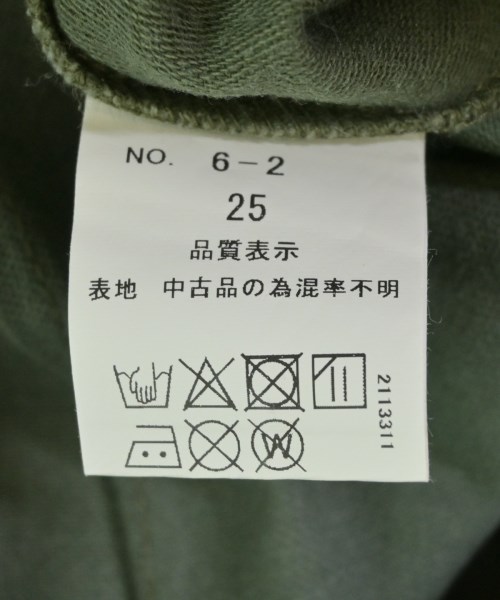 NO. 6-2
25
品質表示
表地 中古品の為混率不明
2113311
W